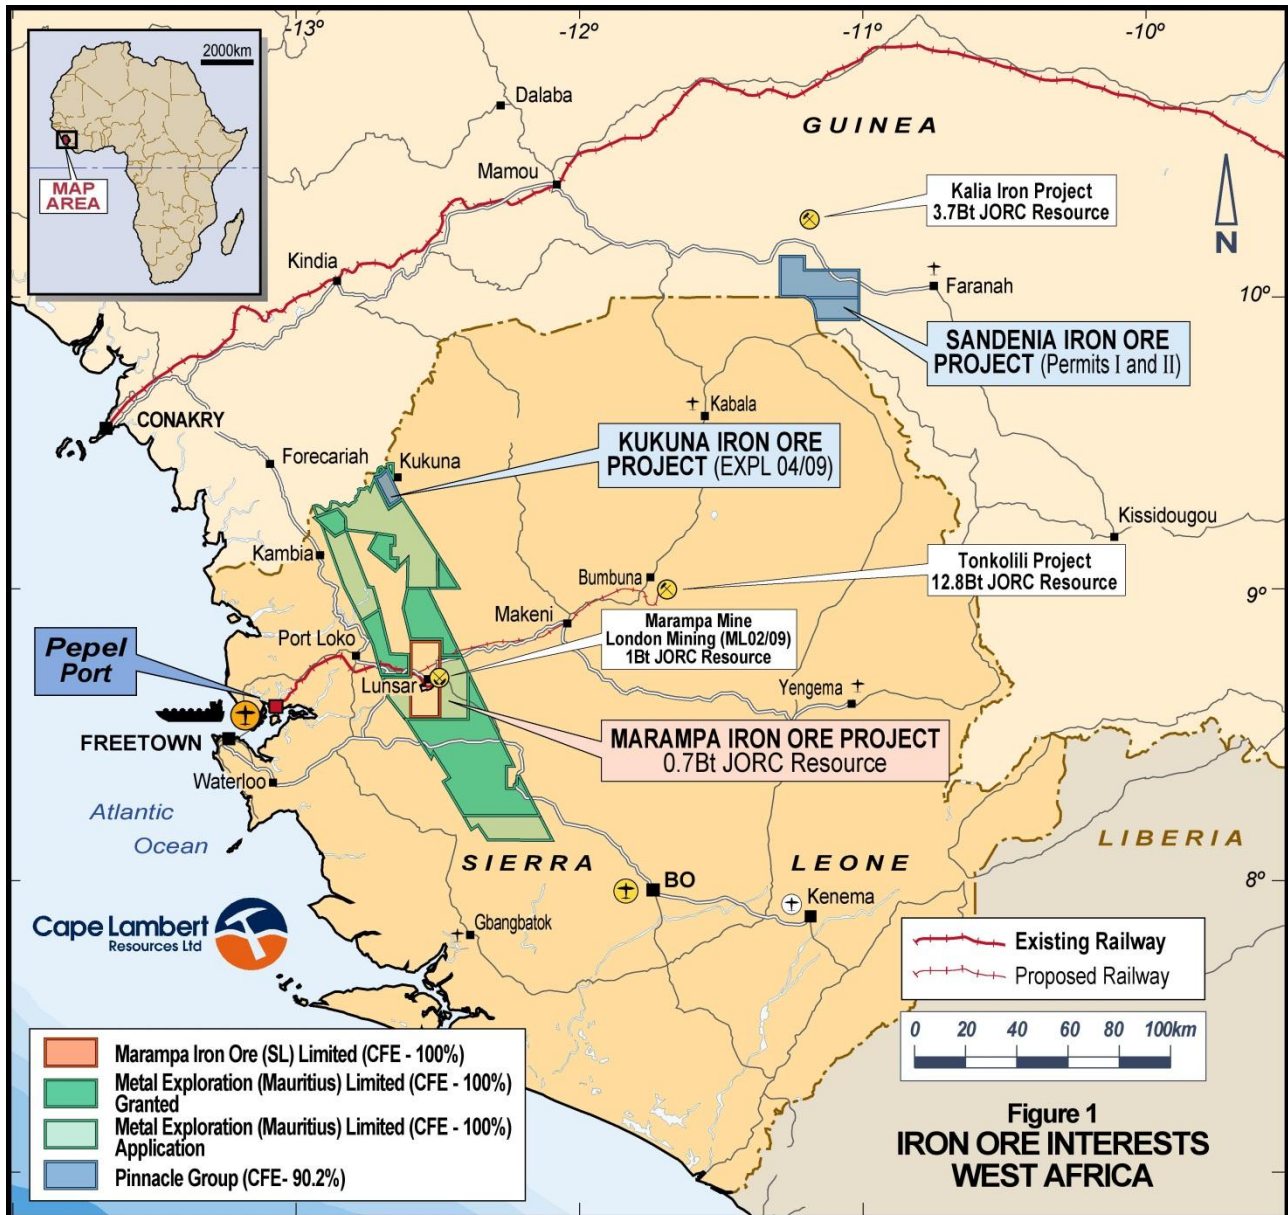 -13º
-12º
-11º
-10º
2000km
MAP
AREA
Dalaba
GUINEA
Mamou
Kalia Iron Project
3.7Bt JORC Resource
N
Kindia
Faranah
10º
SANDENIA IRON ORE
PROJECT (Permits I and II)
Kabala
CONAKRY
KUKUNA IRON ORE
PROJECT (EXPL 04/09)
Forecariah
Kukuna
Kissidougou
Kambia
Tonkolili Project
12.8Bt JORC Resource
Bumbuna
9º
Makeni
Marampa Mine
London Mining (ML02/09)
1Bt JORC Resource
Pepel
Port
Port Loko
Lunsar
Yengema
FREETOWN
MARAMPA IRON ORE PROJECT
0.7Bt JORC Resource
Waterloo
Atlantic
Ocean
LIBERIA
SIERRA LEONE
BO
8º
Kenema
Cape Lambert
Resources Ltd
Gbangbatok
Existing Railway
Proposed Railway
0 20 40 60 80 100km
Marampa Iron Ore (SL) Limited (CFE - 100%)
Metal Exploration (Mauritius) Limited (CFE - 100%)
Granted
Metal Exploration (Mauritius) Limited (CFE - 100%)
Application
Pinnacle Group (CFE- 90.2%)
Figure 1
IRON ORE INTERESTS
WEST AFRICA